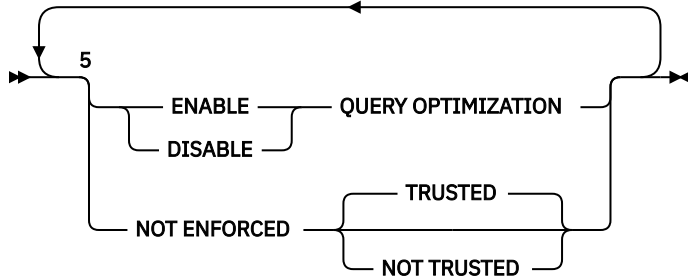 5
ENABLE QUERY OPTIMIZATION
DISABLE
TRUSTED
NOT ENFORCED
NOT TRUSTED